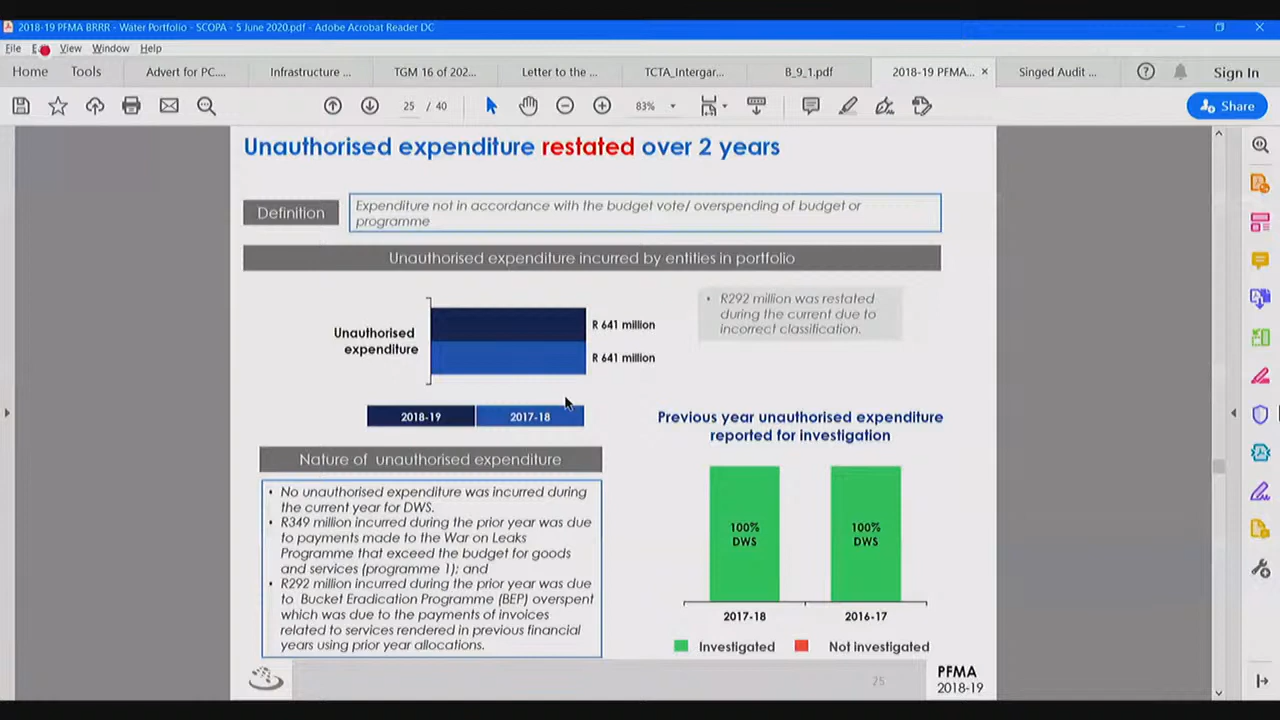 2018-19 PFMA BRRR - Water Portfolio - SCOPA - 5 June 2020.pdf - Adobe Acrobat Reader DC
File E View Window Help
Home Tools Advert for PC.... Infrastructure ... TGM 16 of 202... Letter to the ... TCTA_Intergar... B_9_1.pdf 2018-19 PFMA... × Singed Audit ... Sign In
25 / 40 83% Share
Unauthorised expenditure restated over 2 years
Definition
Expenditure not in accordance with the budget vote/ overspending of budget or
programme
Unauthorised expenditure incurred by entities in portfolio
Unauthorised
expenditure
R 641 million
R 641 million
2018-19 2017-18
• R292 million was restated
during the current due to
incorrect classification.
Nature of unauthorised expenditure
• No unauthorised expenditure was incurred during
the current year for DWS.
• R349 million incurred during the prior year was due
to payments made to the War on Leaks
Programme that exceed the budget for goods
and services (programme 1); and
• R292 million incurred during the prior year was due
to Bucket Eradication Programme (BEP) overspent
which was due to the payments of invoices
related to services rendered in previous financial
years using prior year allocations.
Previous year unauthorised expenditure
reported for investigation
100%
DWS
100%
DWS
2017-18 2016-17
Investigated Not investigated
25
PFMA
2018-19